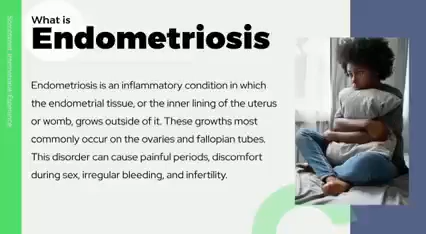 What is
Endometriosis
Endometriosis is an inflammatory condition in which
the endometrial tissue, or the inner lining of the uterus
or womb, grows outside of it. These growths most
commonly occur on the ovaries and fallopian tubes.
This disorder can cause painful periods, discomfort
during sex, irregular bleeding, and infertility.